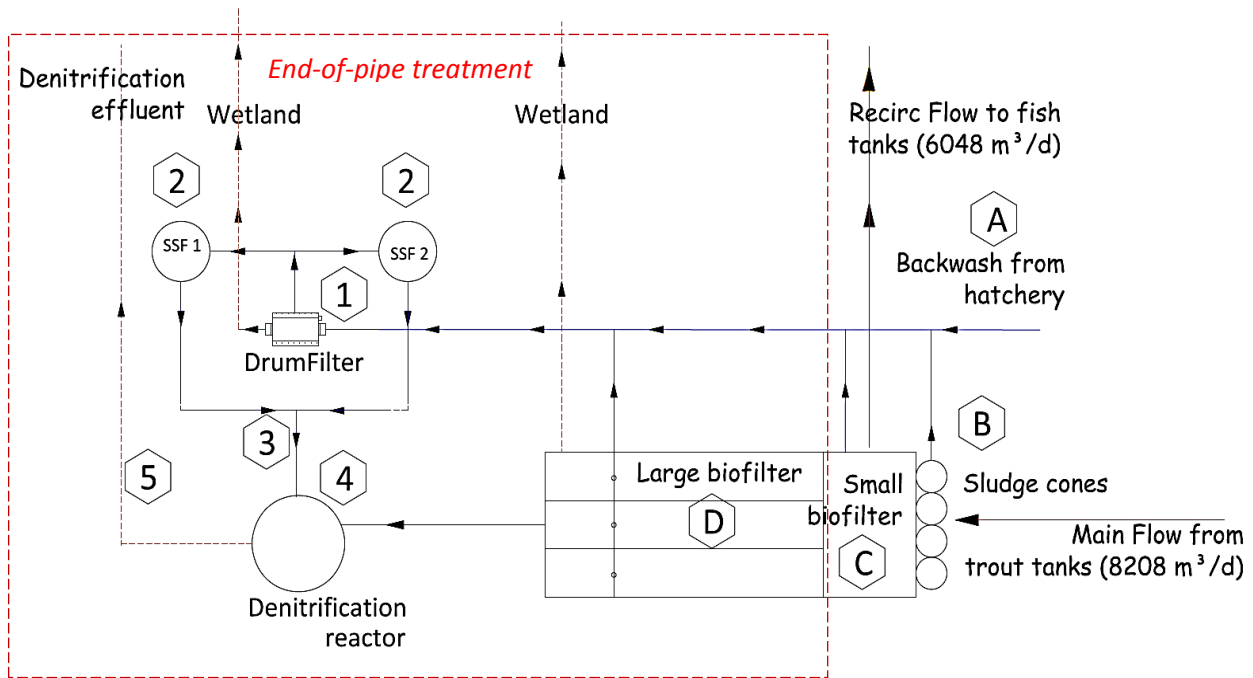 End-of-pipe treatment
Denitrification
effluent
Wetland
Wetland
Recirc Flow to fish
tanks (6048 m³/d)
2
2
A
SSF 1
SSF 2
Backwash from
hatchery
1
DrumFilter
B
3
4
5
Large biofilter
Small
biofilter
Sludge cones
D
C
Main Flow from
trout tanks (8208 m³/d)
Denitrification
reactor